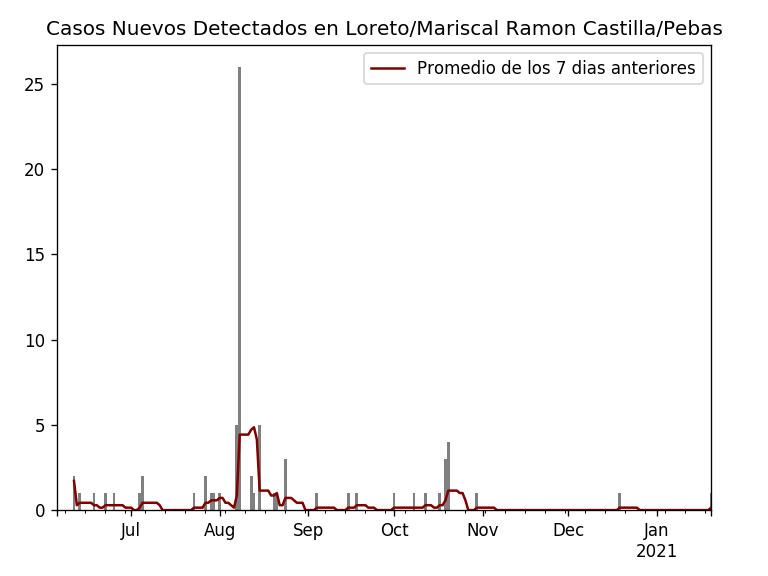 Casos Nuevos Detectados en Loreto/Mariscal Ramon Castilla/Pebas
Promedio de los 7 dias anteriores
25
20
15
10
5
0
Jul Aug Sep Oct Nov Dec Jan
2021